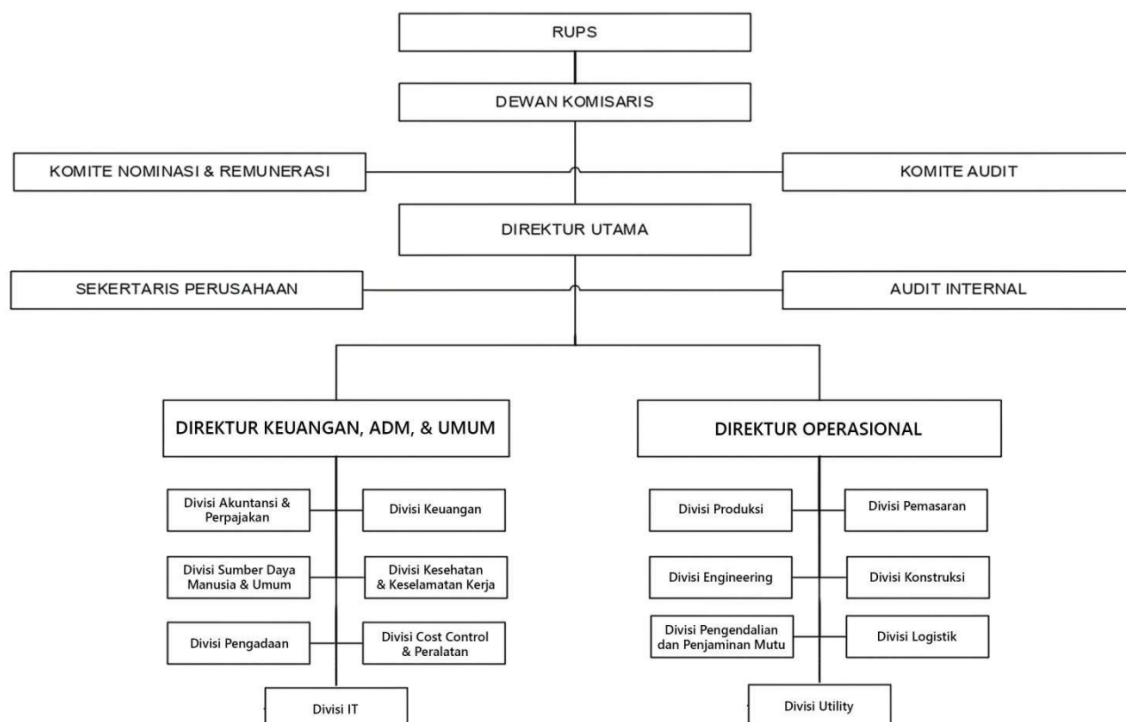 RUPS
DEWAN KOMISARIS
KOMITE NOMINASI & REMUNERASI
KOMITE AUDIT
DIREKTUR UTAMA
SEKERTARIS PERUSAHAAN
AUDIT INTERNAL
DIREKTUR KEUANGAN, ADM, & UMUM
DIREKTUR OPERASIONAL
Divisi Akuntansi &
Perpajakan
Divisi Keuangan
Divisi Produksi
Divisi Pemasaran
Divisi Sumber Daya
Manusia & Umum
Divisi Kesehatan
& Keselamatan Kerja
Divisi Engineering
Divisi Konstruksi
Divisi Pengadaan
Divisi Cost Control
& Peralatan
Divisi Pengendalian
dan Penjaminan Mutu
Divisi Logistik
Divisi IT
Divisi Utility